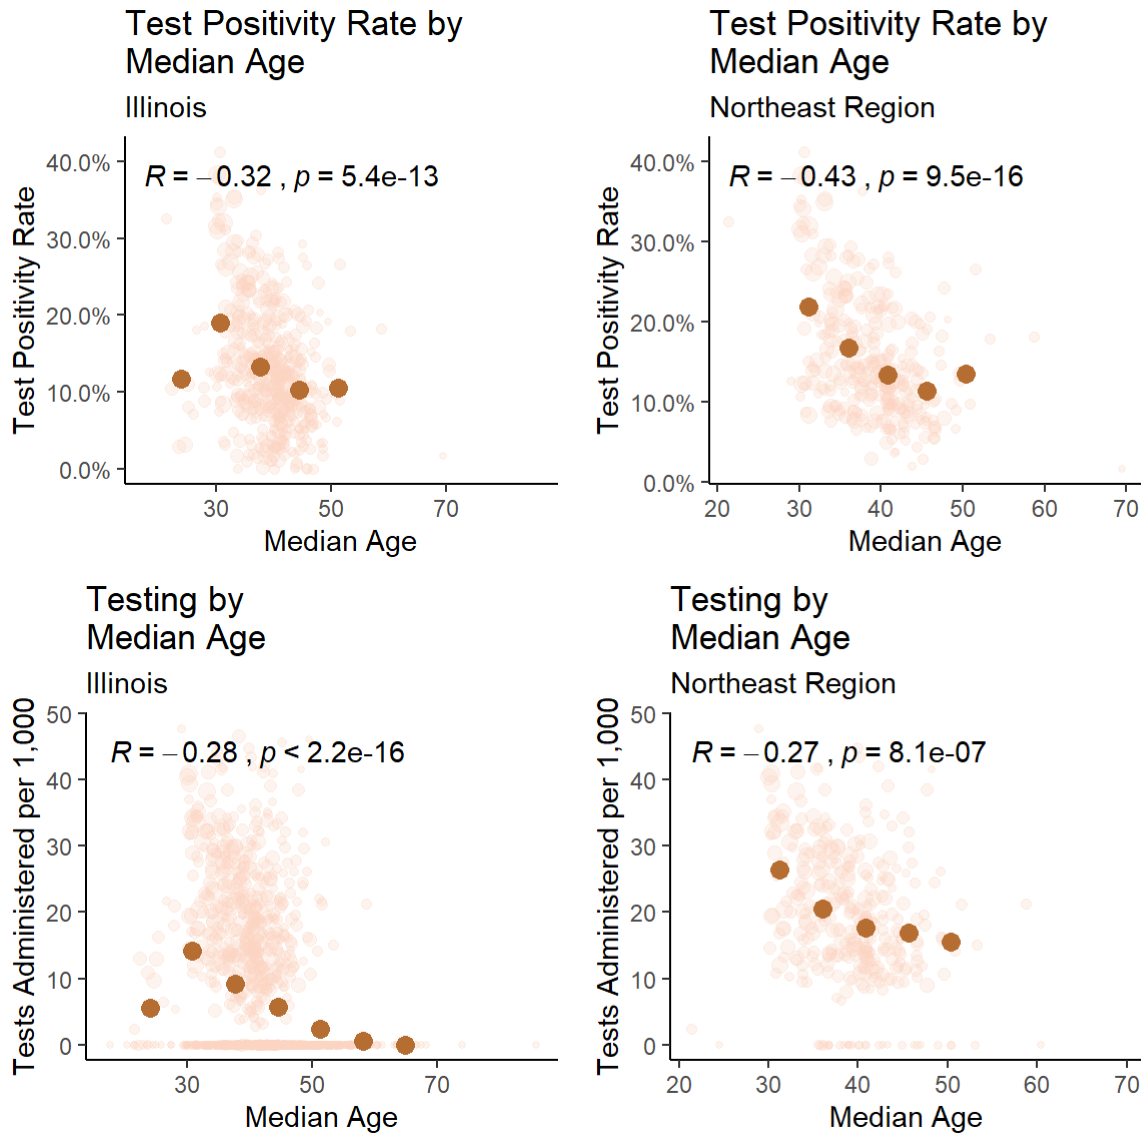 Test Positivity Rate by
Median Age
Illinois
Test Positivity Rate
40.0%
30.0%
20.0%
10.0%
0.0%
R = −0.32 , p = 5.4e-13
30 50 70
Median Age
Test Positivity Rate by
Median Age
Northeast Region
Test Positivity Rate
40.0%
30.0%
20.0%
10.0%
0.0%
R = −0.43 , p = 9.5e-16
20 30 40 50 60 70
Median Age
Testing by
Median Age
Illinois
Tests Administered per 1,000
50
40
30
20
10
0
R = −0.28 , p < 2.2e-16
30 50 70
Median Age
Testing by
Median Age
Northeast Region
Tests Administered per 1,000
50
40
30
20
10
0
R = −0.27 , p = 8.1e-07
20 30 40 50 60 70
Median Age